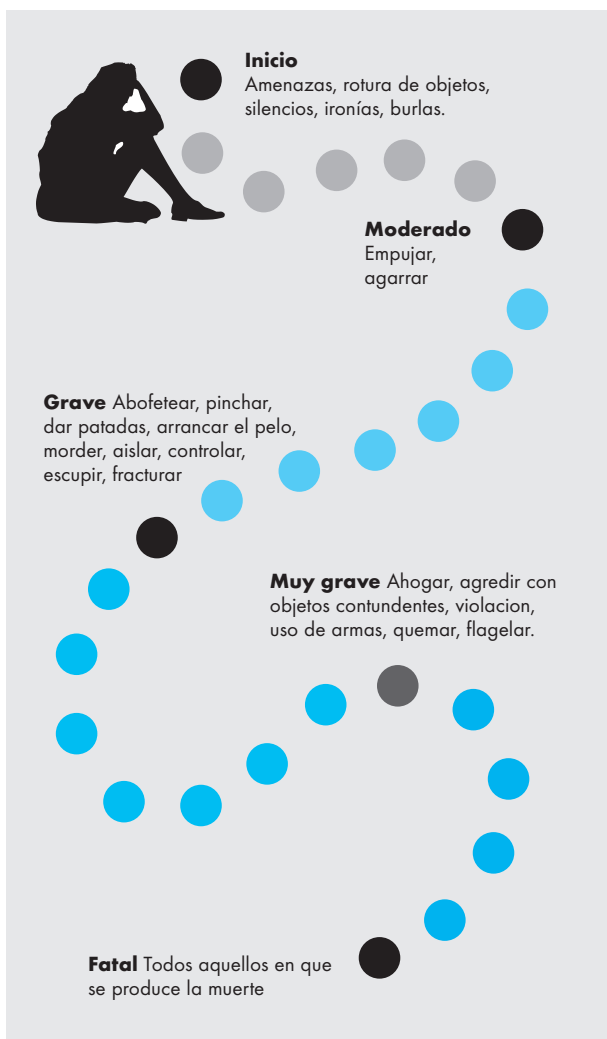 Inicio
Amenazas, rotura de objetos,
silencios, ironías, burlas.
Moderado
Empujar,
agarrar
Grave Abofetear, pinchar,
dar patadas, arrancar el pelo,
morder, aislar, controlar,
escupir, fracturar
Muy grave Ahogar, agredir con
objetos contundentes, violacion,
uso de armas, quemar, flagelar.
Fatal Todos aquellos en que
se produce la muerte